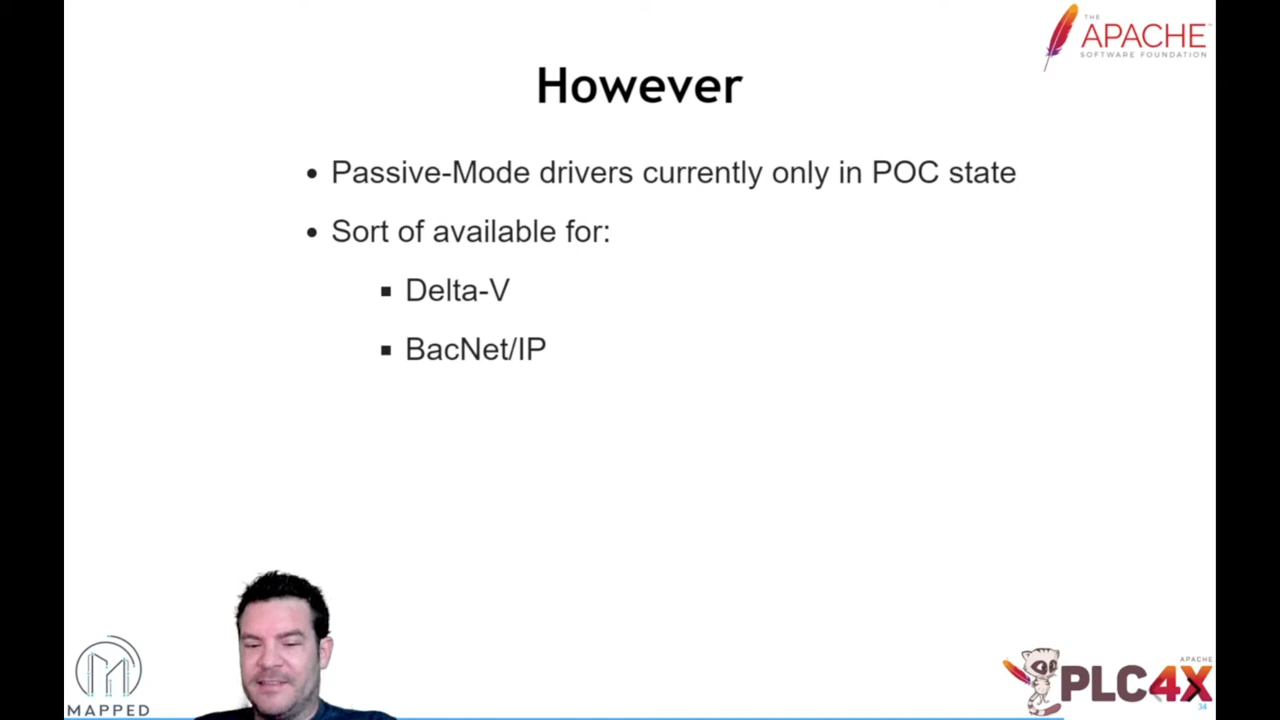 THE
APACHE
SOFTWARE FOUNDATION
However
• Passive-Mode drivers currently only in POC state
• Sort of available for:
▪ Delta-V
▪ BacNet/IP
MAPPED
APACHE
PLC4X
34